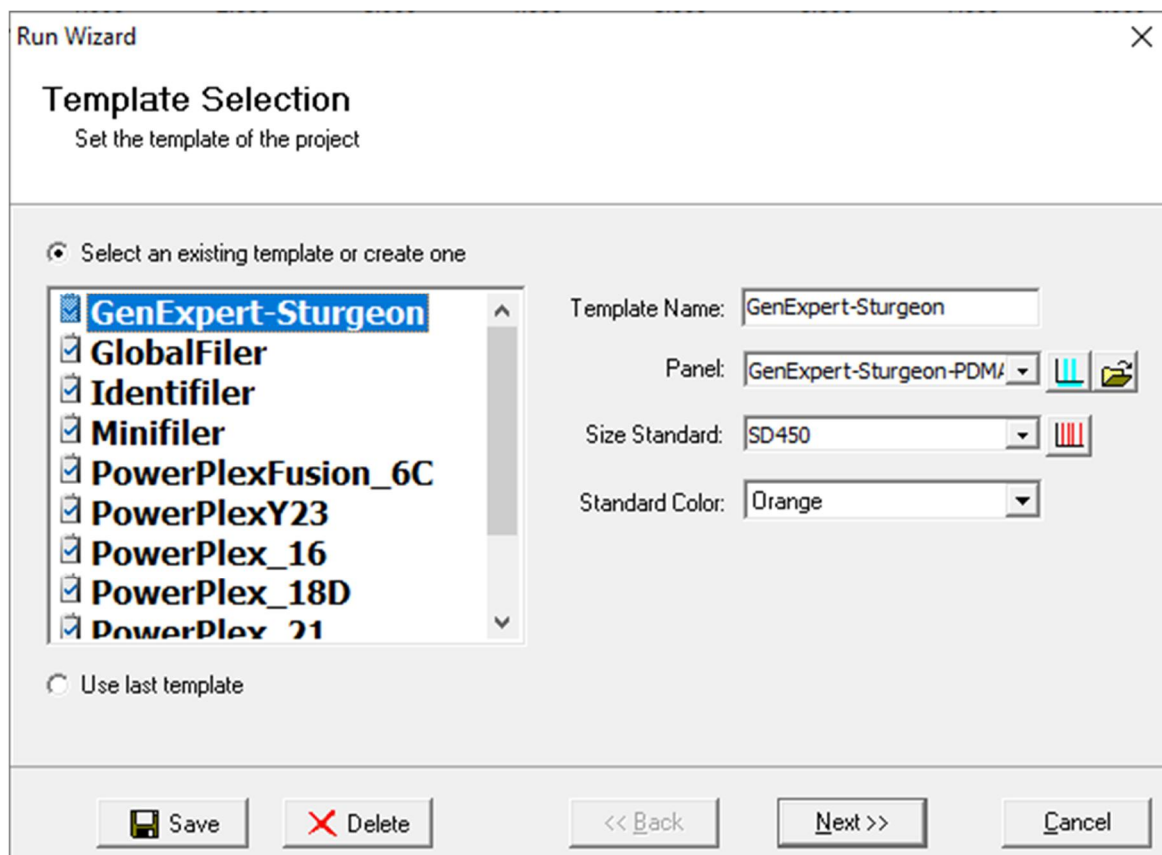 Run Wizard
Template Selection
Set the template of the project
Select an existing template or create one
GenExpert-Sturgeon
GlobalFiler
Identifiler
Minifiler
PowerPlexFusion_6C
PowerPlexY23
PowerPlex_16
PowerPlex_18D
PowerPlex_21
Template Name: GenExpert-Sturgeon
Panel: GenExpert-Sturgeon-PDMA
Size Standard: SD450
Standard Color: Orange
Use last template
Save Delete << Back Next >> Cancel